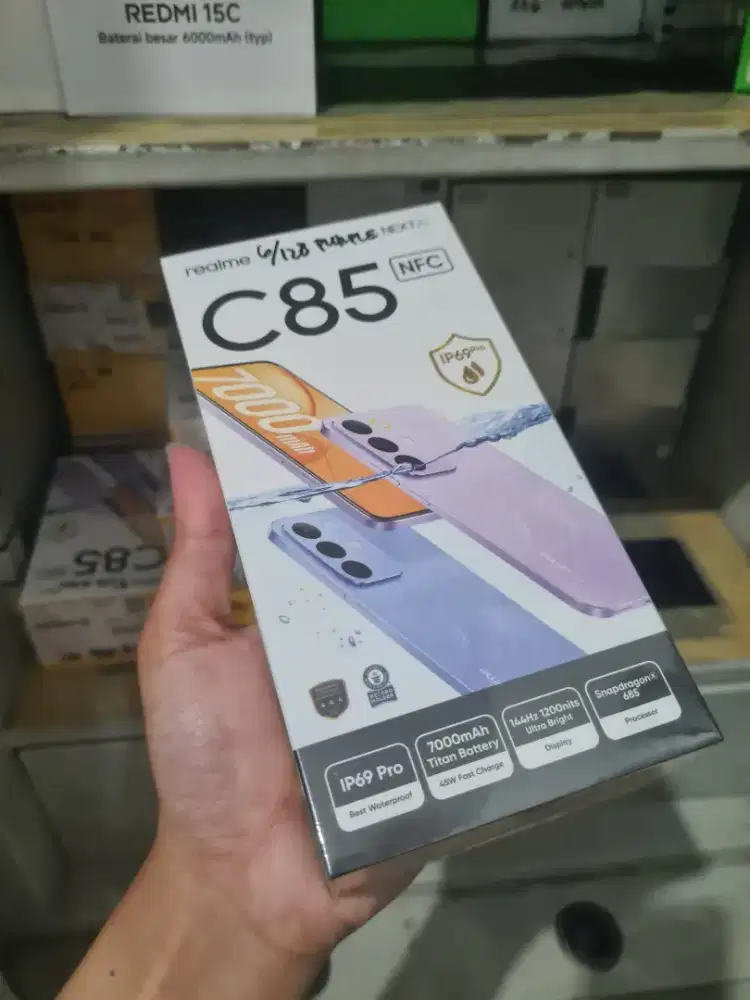 REDMI 15C
Baterai besar 6000mAh (typ)
realme 6/128 PURPLE NEXT AI
C85 NFC
IP69 Pro
7000mAh
C85
IP69 Pro
Best Waterproof
7000mAh
Titan Battery
45W Fast Charge
144Hz 1200nits
Ultra Bright
Display
Snapdragon®
685
Processor